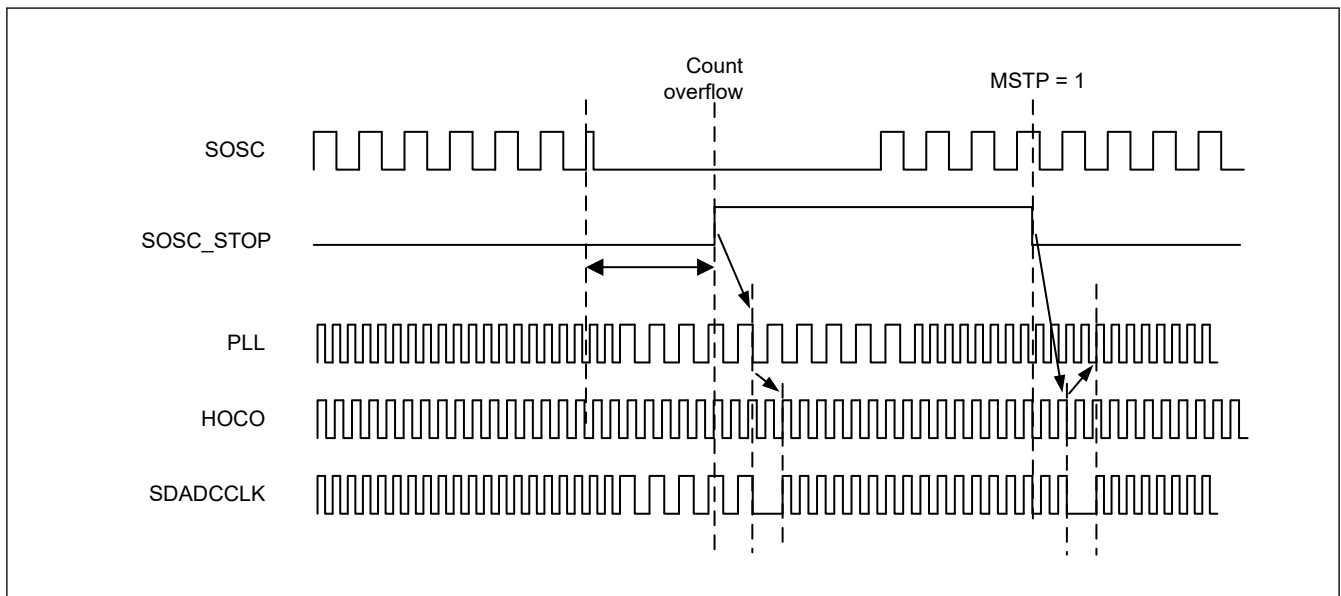 Count
overflow
MSTP = 1
SOSC
SOSC_STOP
PLL
HOCO
SDADCCLK